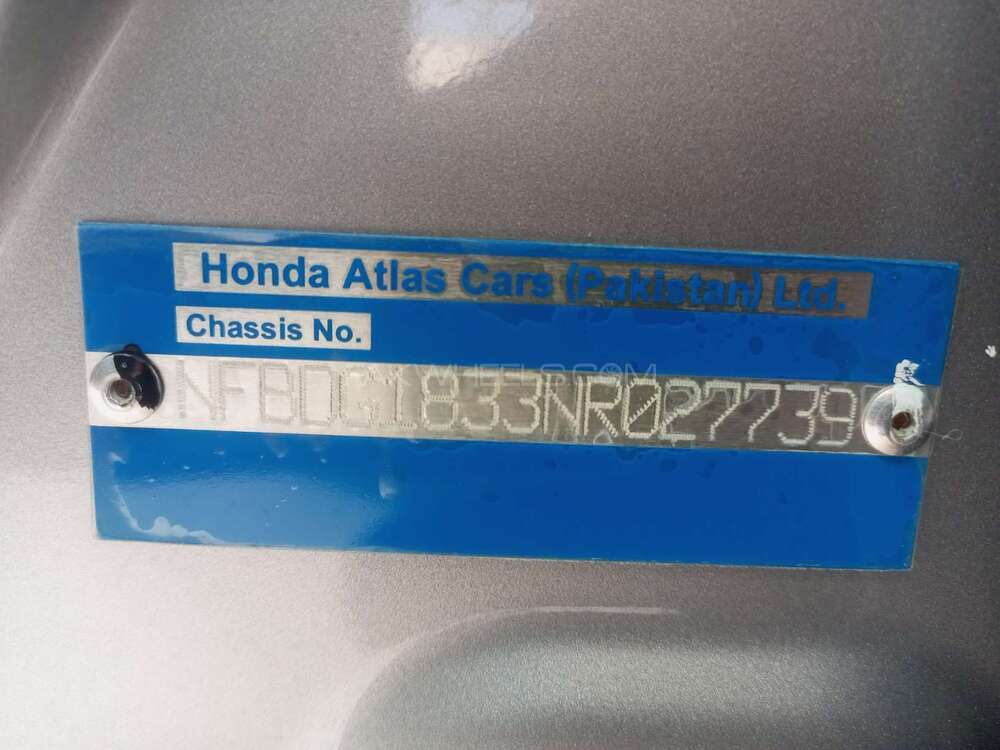 Honda Atlas Cars (Pakistan) Ltd.
Chassis No.
NFBDG1833NR027739